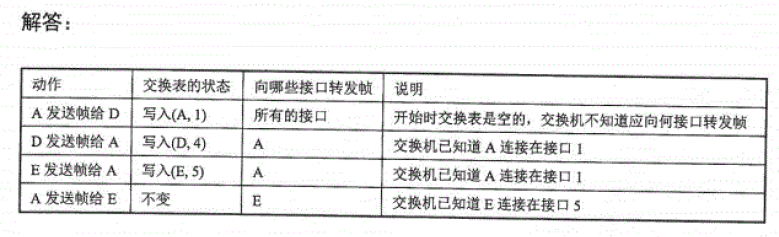 解答：
动作 交换表的状态 向哪些接口转发帧 说明
A 发送帧给 D 写入(A, 1) 所有的接口 开始时交换表是空的，交换机不知道应向何接口转发帧
D 发送帧给 A 写入(D, 4) A 交换机已知道 A 连接在接口 1
E 发送帧给 A 写入(E, 5) A 交换机已知道 A 连接在接口 1
A 发送帧给 E 不变 E 交换机已知道 E 连接在接口 5